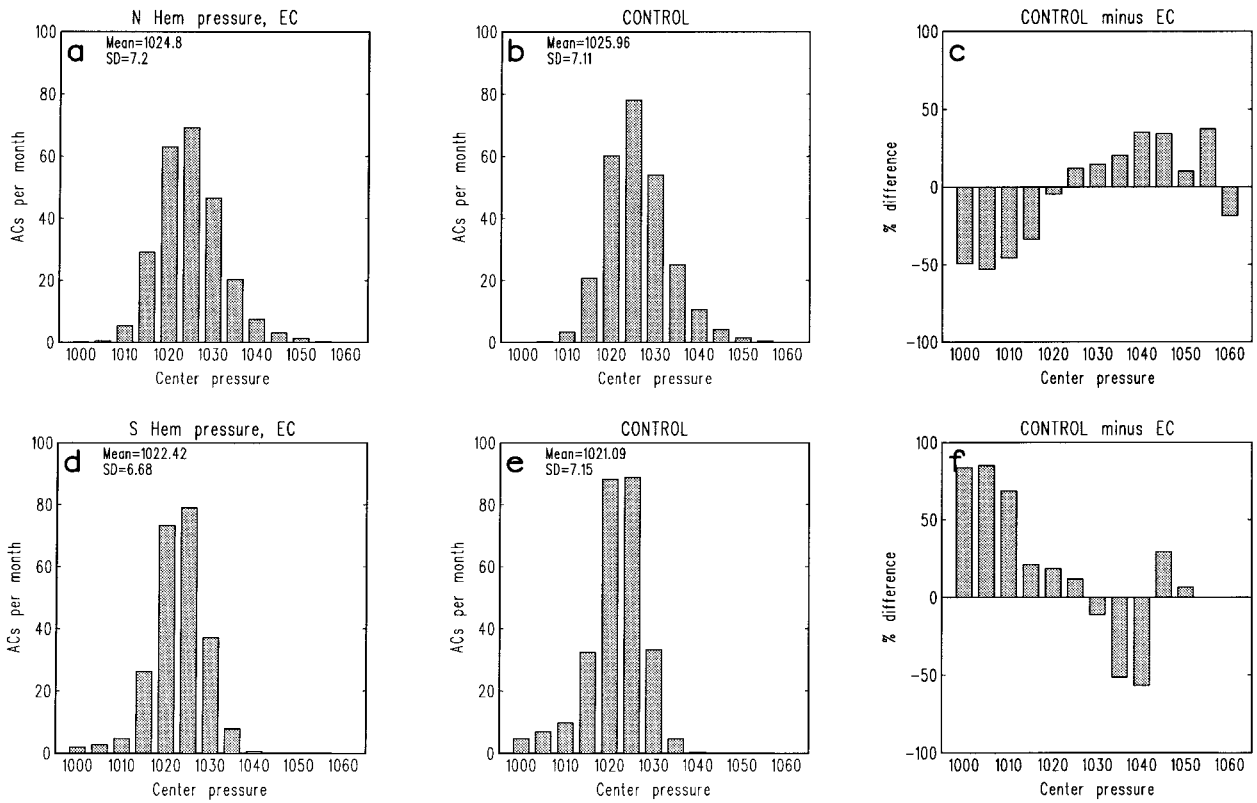 N Hem pressure, EC
a
Mean=1024.8
SD=7.2
100
80
60
40
20
0
ACs per month
1000 1010 1020 1030 1040 1050 1060
Center pressure
CONTROL
b
Mean=1025.96
SD=7.11
100
80
60
40
20
0
ACs per month
1000 1010 1020 1030 1040 1050 1060
Center pressure
CONTROL minus EC
c
100
50
0
-50
-100
% difference
1000 1010 1020 1030 1040 1050 1060
Center pressure
S Hem pressure, EC
d
Mean=1022.42
SD=6.68
100
80
60
40
20
0
ACs per month
1000 1010 1020 1030 1040 1050 1060
Center pressure
CONTROL
e
Mean=1021.09
SD=7.15
100
80
60
40
20
0
ACs per month
1000 1010 1020 1030 1040 1050 1060
Center pressure
CONTROL minus EC
f
100
50
0
-50
-100
% difference
1000 1010 1020 1030 1040 1050 1060
Center pressure